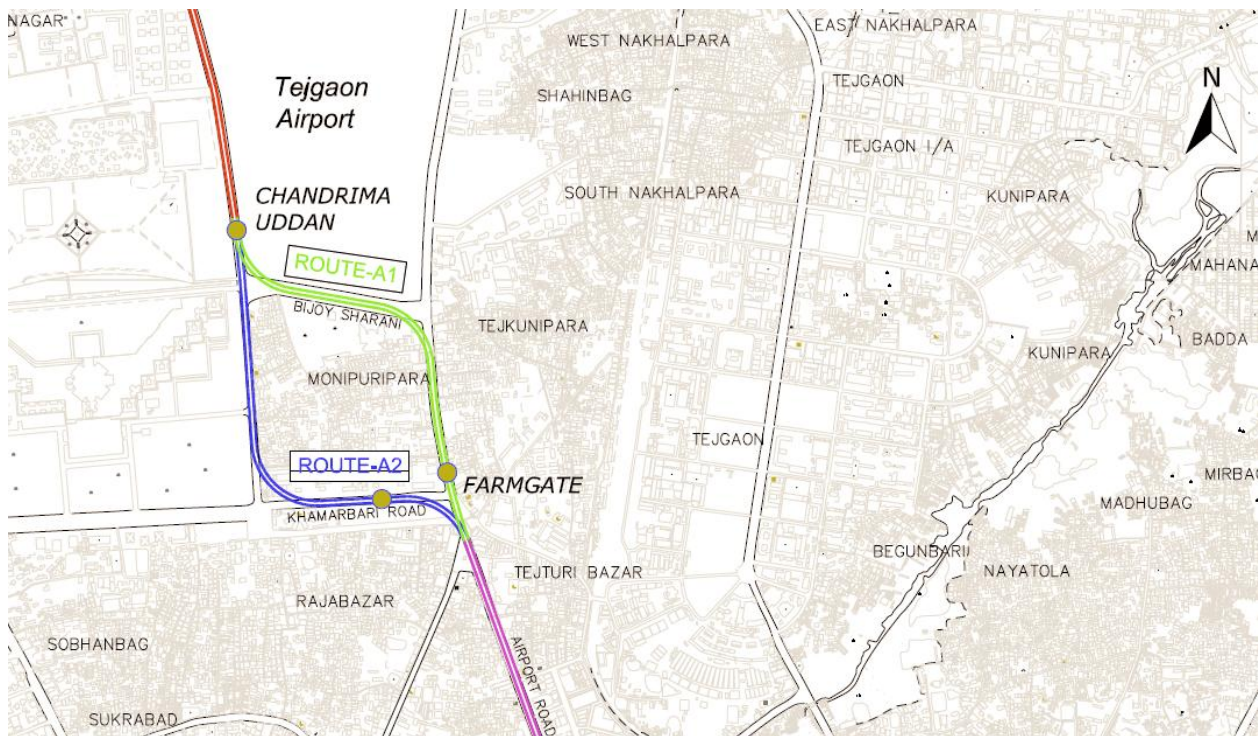 NAGAR
WEST NAKHALPARA
EAST NAKHALPARA
Tejgaon
Airport
SHAHINBAG
TEJGAON
N
TEJGAON I/A
CHANDRIMA
UDDAN
SOUTH NAKHALPARA
KUNIPARA
ROUTE-A1
MAHANA
BIJOY SHARANI
TEJKUNIPARA
KUNIPARA
BADDA
MONIPURIPARA
TEJGAON
ROUTE-A2
FARMGATE
MIRBAG
KHAMARBARI ROAD
MADHUBAG
BEGUNBARI
TEJTURI BAZAR
NAYATOLA
RAJABAZAR
SOBHANBAG
AIRPORT ROAD
SUKRABAD